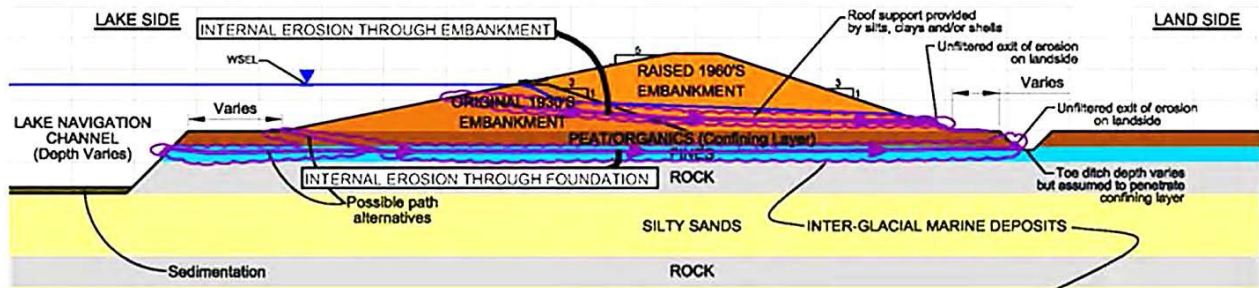 LAKE SIDE
LAND SIDE
INTERNAL EROSION THROUGH EMBANKMENT
Roof support provided
by silts, clays and/or shells
Unfiltered exit of erosion
on landside
WSEL
6
1
RAISED 1960'S
EMBANKMENT
3
1
Varies
2
1
Varies
ORIGINAL 1930'S
EMBANKMENT
Unfiltered exit of erosion
on landside
LAKE NAVIGATION
CHANNEL
(Depth Varies)
PEAT/ORGANICS (Confining Layer)
FINES
INTERNAL EROSION THROUGH FOUNDATION
ROCK
Toe ditch depth varies
but assumed to penetrate
confining layer
Possible path
alternatives
SILTY SANDS
INTER-GLACIAL MARINE DEPOSITS
Sedimentation
ROCK